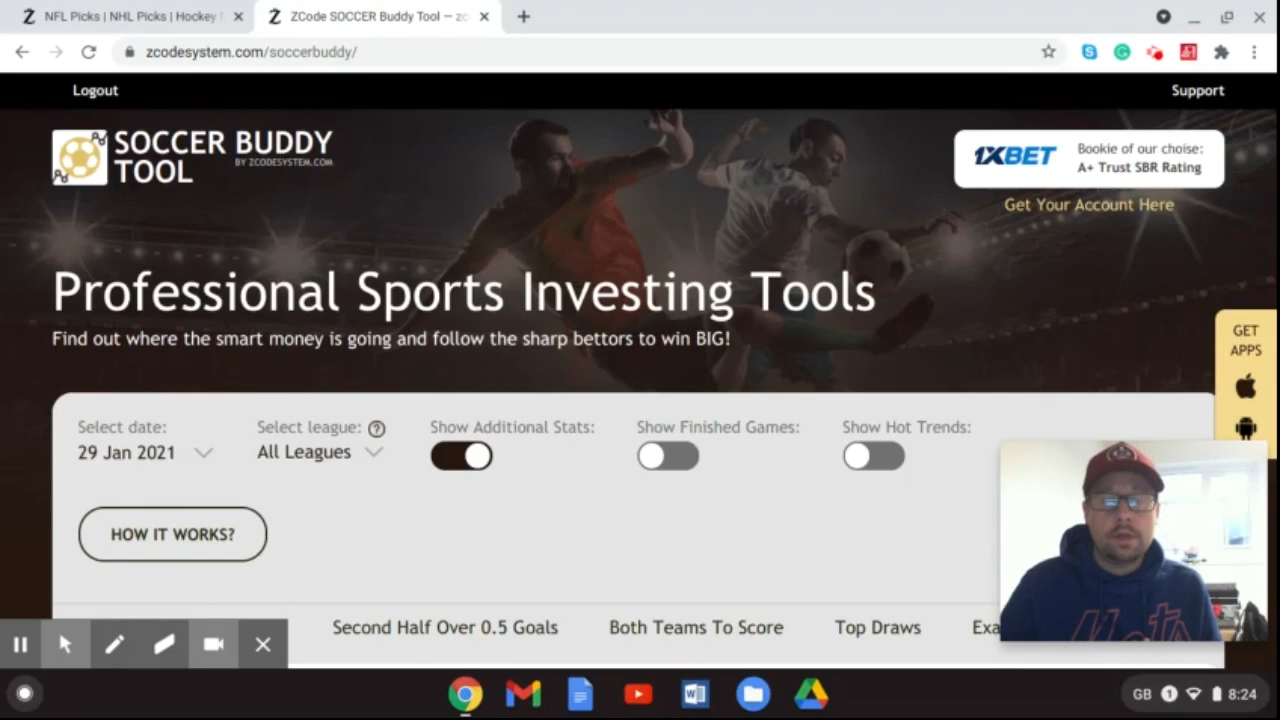 NFL Picks | NHL Picks | Hockey
ZCode SOCCER Buddy Tool — zc
zcodesystem.com/soccerbuddy/
Logout
Support
SOCCER BUDDY
TOOL
BY ZCODESYSTEM.COM
1XBET
Bookie of our choise:
A+ Trust SBR Rating
Get Your Account Here
Professional Sports Investing Tools
Find out where the smart money is going and follow the sharp bettors to win BIG!
GET
APPS
Select date:
29 Jan 2021
Select league: ?
All Leagues
Show Additional Stats:
Show Finished Games:
Show Hot Trends:
HOW IT WORKS?
Second Half Over 0.5 Goals
Both Teams To Score
Top Draws
Exa
Mets
GB
1
8:24